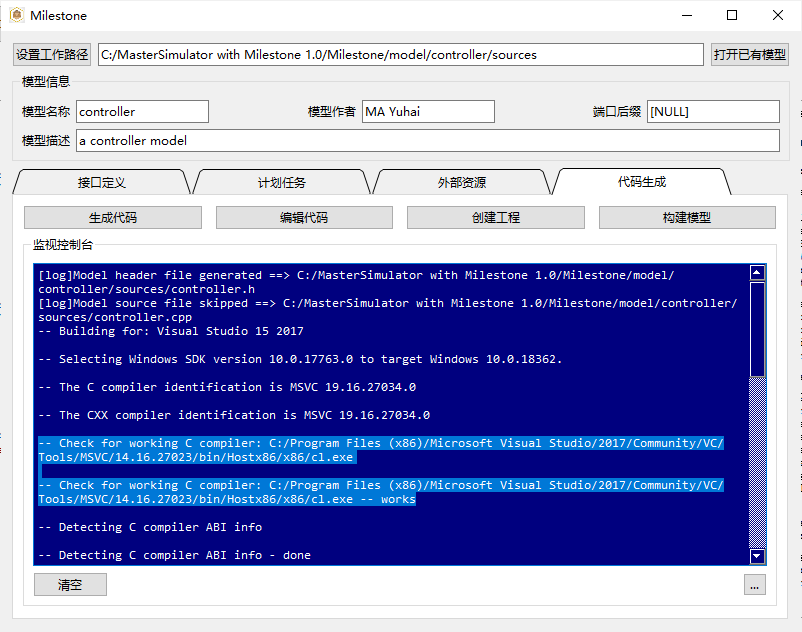 Milestone
设置工作路径 C:/MasterSimulator with Milestone 1.0/Milestone/model/controller/sources 打开已有模型
模型信息
模型名称 controller 模型作者 MA Yuhai 端口后缀 [NULL]
模型描述 a controller model
接口定义 计划任务 外部资源 代码生成
生成代码 编辑代码 创建工程 构建模型
监视控制台
[log]Model header file generated ==> C:/MasterSimulator with Milestone 1.0/Milestone/model/
controller/sources/controller.h
[log]Model source file skipped ==> C:/MasterSimulator with Milestone 1.0/Milestone/model/controller/
sources/controller.cpp
-- Building for: Visual Studio 15 2017
-- Selecting Windows SDK version 10.0.17763.0 to target Windows 10.0.18362.
-- The C compiler identification is MSVC 19.16.27034.0
-- The CXX compiler identification is MSVC 19.16.27034.0
-- Check for working C compiler: C:/Program Files (x86)/Microsoft Visual Studio/2017/Community/VC/
Tools/MSVC/14.16.27023/bin/Hostx86/x86/cl.exe
-- Check for working C compiler: C:/Program Files (x86)/Microsoft Visual Studio/2017/Community/VC/
Tools/MSVC/14.16.27023/bin/Hostx86/x86/cl.exe -- works
-- Detecting C compiler ABI info
-- Detecting C compiler ABI info - done
清空 ...